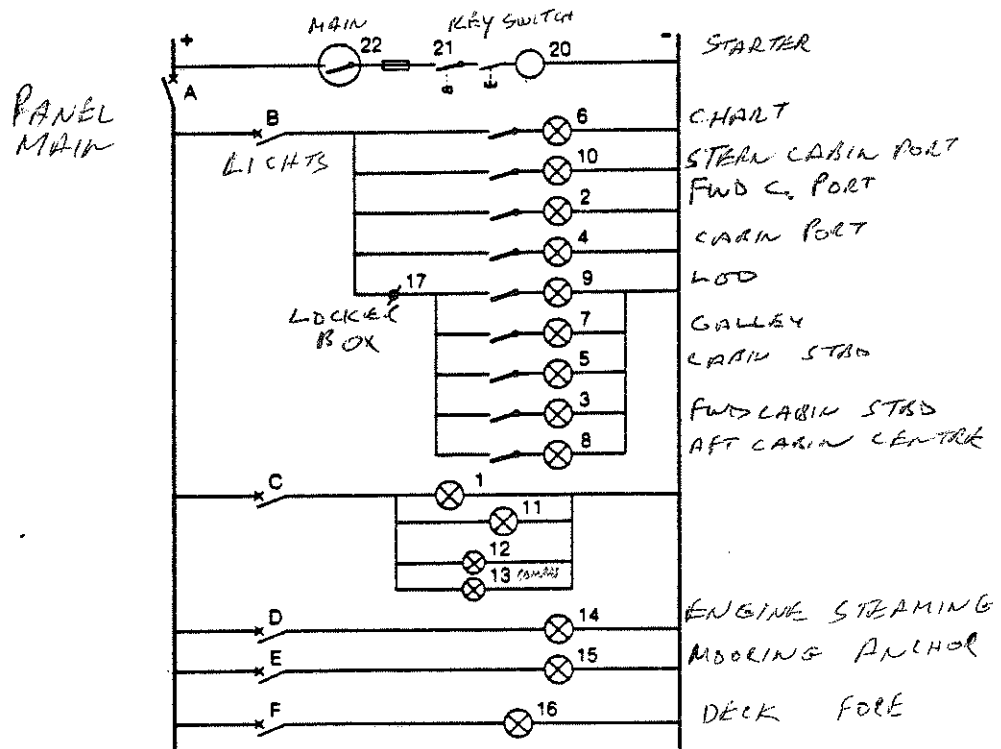 MAIN KEY SWITCH
+ 22 21 20 - STARTER
A
PANEL
MAIN
B 6 CHART
LIGHTS
10 STERN CABIN PORT
2 FWD C. PORT
4 CABIN PORT
17 9
LOCKER
BOX
7 GALLEY
5 CABIN STBD
3 FWD CABIN STBD
8 AFT CABIN CENTRE
C 1
11
12
13
D 14 ENGINE STEAMING
E 15 MOORING ANCHOR
F 16 DECK FORE